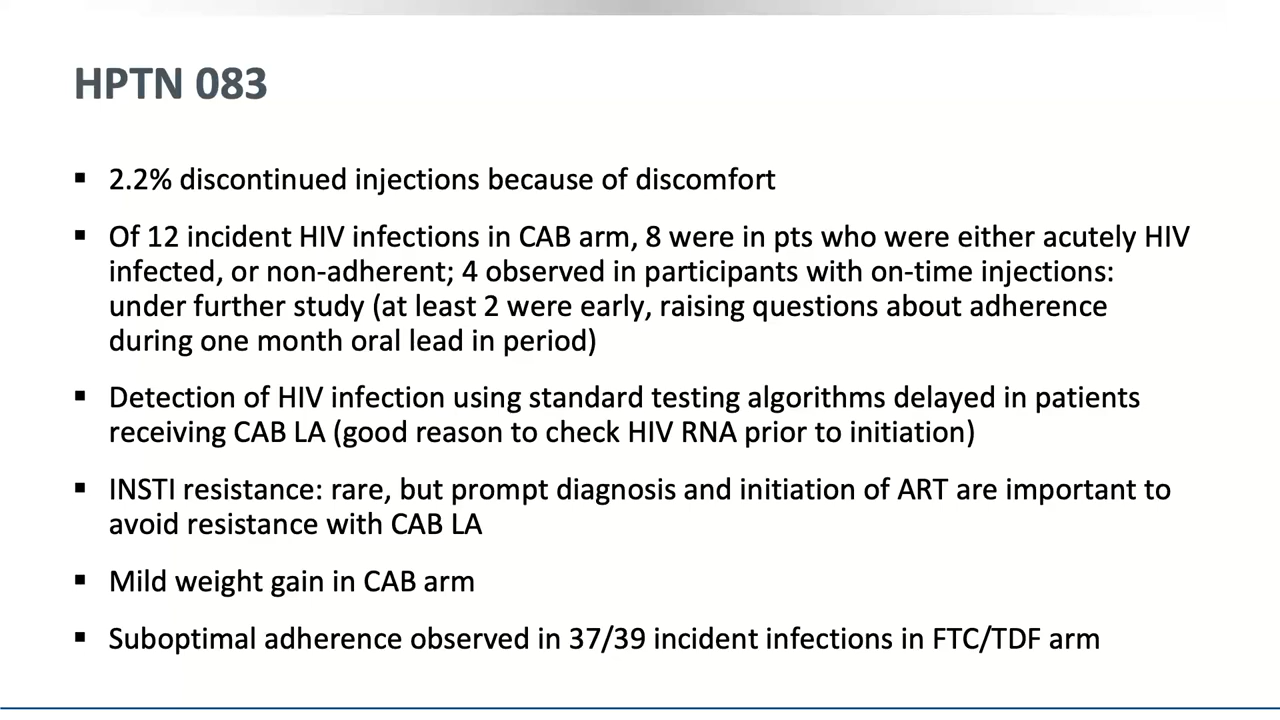 HPTN 083
▪ 2.2% discontinued injections because of discomfort
▪ Of 12 incident HIV infections in CAB arm, 8 were in pts who were either acutely HIV
infected, or non-adherent; 4 observed in participants with on-time injections:
under further study (at least 2 were early, raising questions about adherence
during one month oral lead in period)
▪ Detection of HIV infection using standard testing algorithms delayed in patients
receiving CAB LA (good reason to check HIV RNA prior to initiation)
▪ INSTI resistance: rare, but prompt diagnosis and initiation of ART are important to
avoid resistance with CAB LA
▪ Mild weight gain in CAB arm
▪ Suboptimal adherence observed in 37/39 incident infections in FTC/TDF arm